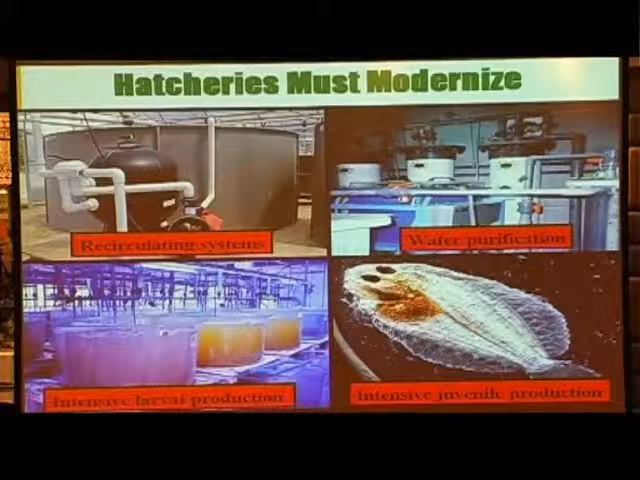 Hatcheries Must Modernize
Recirculating systems
Water purification
Intensive larval production
Intensive juvenile production